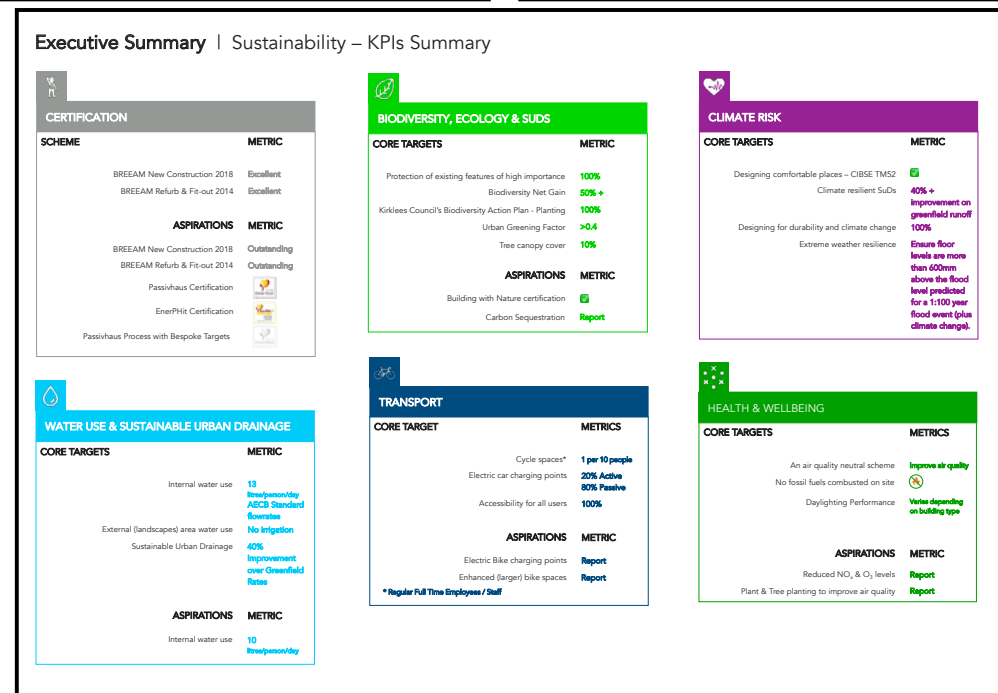 Executive Summary | Sustainability – KPIs Summary
CERTIFICATION
SCHEME METRIC
BREEAM New Construction 2018 Excellent
BREEAM Refurb & Fit-out 2014 Excellent
ASPIRATIONS METRIC
BREEAM New Construction 2018 Outstanding
BREEAM Refurb & Fit-out 2014 Outstanding
Passivhaus Certification
EnerPHit Certification
Passivhaus Process with Bespoke Targets
BIODIVERSITY, ECOLOGY & SUDS
CORE TARGETS METRIC
Protection of existing features of high importance 100%
Biodiversity Net Gain 50% +
Kirklees Council's Biodiversity Action Plan - Planting 100%
Urban Greening Factor >0.4
Tree canopy cover 10%
ASPIRATIONS METRIC
Building with Nature certification
Carbon Sequestration Report
CLIMATE RISK
CORE TARGETS METRIC
Designing comfortable places – CIBSE TM52
Climate resilient SuDs 40% +
improvement on
greenfield runoff
Designing for durability and climate change 100%
Extreme weather resilience Ensure floor
levels are more
than 600mm
above the flood
level predicted
for a 1:100 year
flood event (plus
climate change).
WATER USE & SUSTAINABLE URBAN DRAINAGE
CORE TARGETS METRIC
Internal water use 13
litres/person/day
AECB Standard
flowrates
External (landscapes) area water use No irrigation
Sustainable Urban Drainage 40%
Improvement
over Greenfield
Rates
ASPIRATIONS METRIC
Internal water use 10
litres/person/day
TRANSPORT
CORE TARGET METRICS
Cycle spaces* 1 per 10 people
Electric car charging points 20% Active
80% Passive
Accessibility for all users 100%
ASPIRATIONS METRIC
Electric Bike charging points Report
Enhanced (larger) bike spaces Report
* Regular Full Time Employees / Staff
HEALTH & WELLBEING
CORE TARGETS METRICS
An air quality neutral scheme Improve air quality
No fossil fuels combusted on site
Daylighting Performance Varies depending
on building type
ASPIRATIONS METRIC
Reduced NOₓ & O₃ levels Report
Plant & Tree planting to improve air quality Report